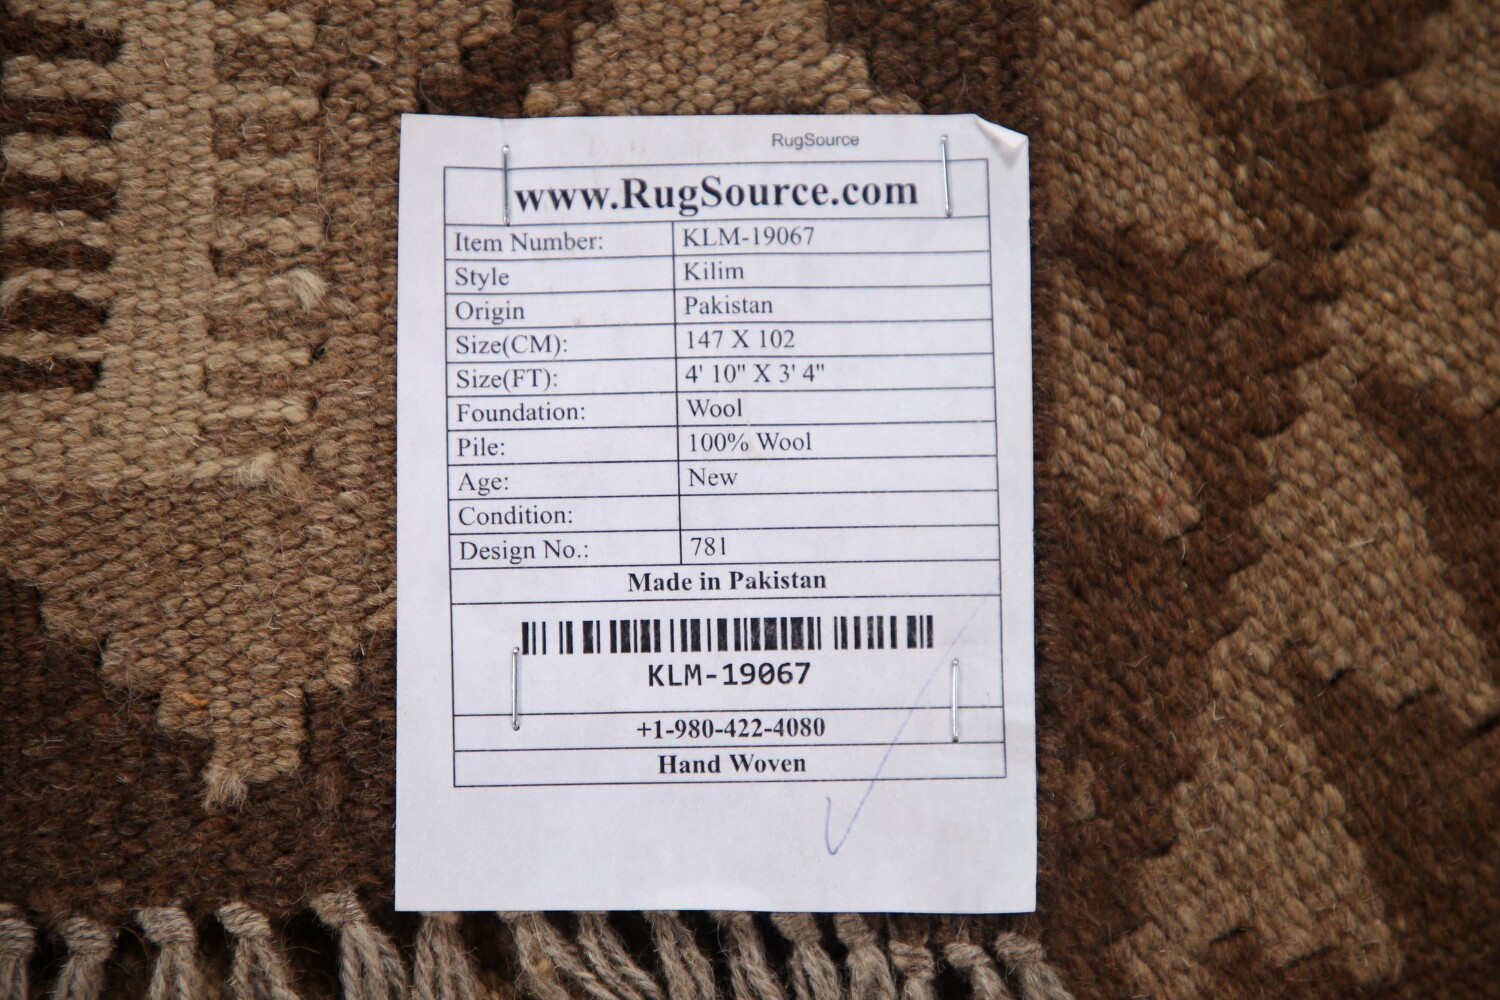 RugSource
www.RugSource.com
Item Number: KLM-19067
Style Kilim
Origin Pakistan
Size(CM): 147 X 102
Size(FT): 4' 10" X 3' 4"
Foundation: Wool
Pile: 100% Wool
Age: New
Condition:
Design No.: 781
Made in Pakistan
KLM-19067
+1-980-422-4080
Hand Woven